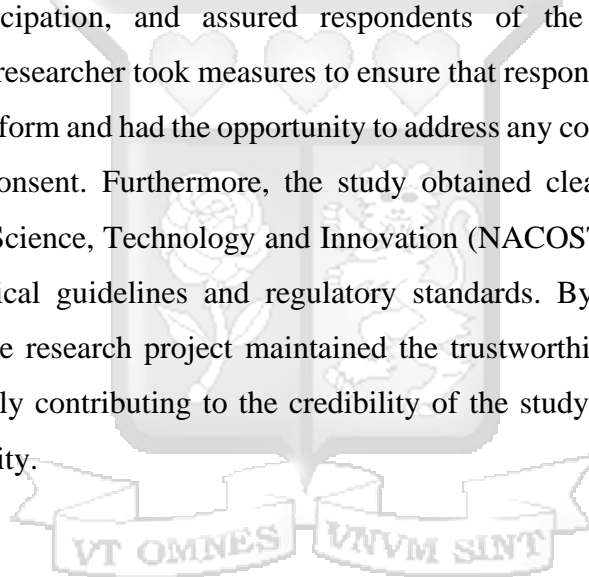 cipation, and assured respondents of the
researcher took measures to ensure that respon
form and had the opportunity to address any co
onsent. Furthermore, the study obtained clea
Science, Technology and Innovation (NACOST
ical guidelines and regulatory standards. By
e research project maintained the trustworthi
ly contributing to the credibility of the study
ity.
VT OMNES VNVM SINT